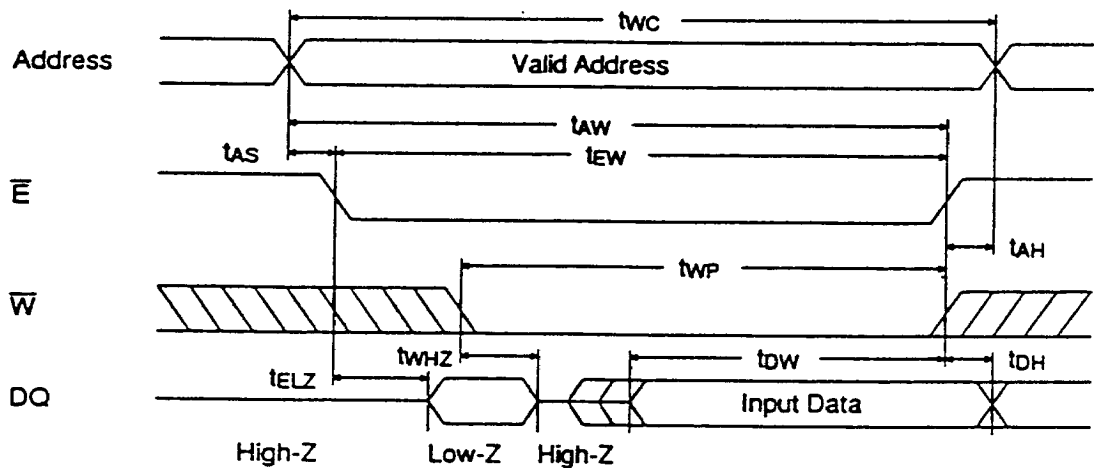 tWC
Address
Valid Address
tAW
tAS
tEW
E̅
tAH
tWP
W̅
tWHZ
tDW
tDH
tELZ
DQ
Input Data
High-Z
Low-Z
High-Z